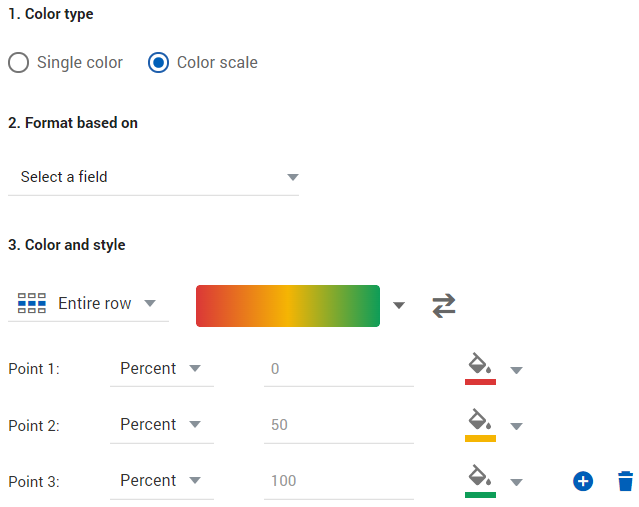 1. Color type
Single color Color scale
2. Format based on
Select a field
3. Color and style
Entire row
Point 1: Percent 0
Point 2: Percent 50
Point 3: Percent 100